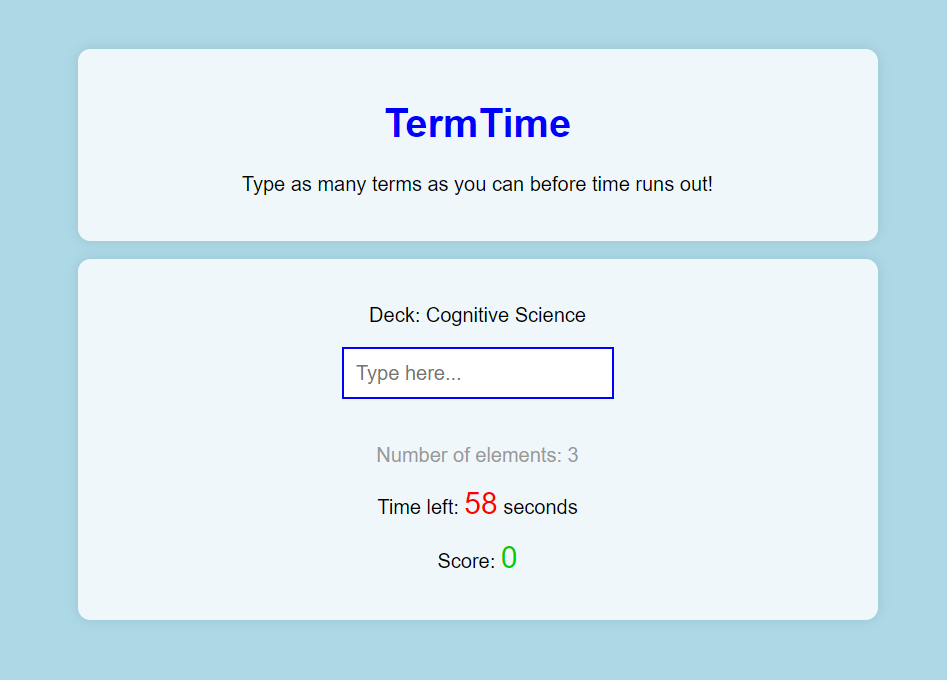 TermTime
Type as many terms as you can before time runs out!
Deck: Cognitive Science
Type here...
Number of elements: 3
Time left: 58 seconds
Score: 0